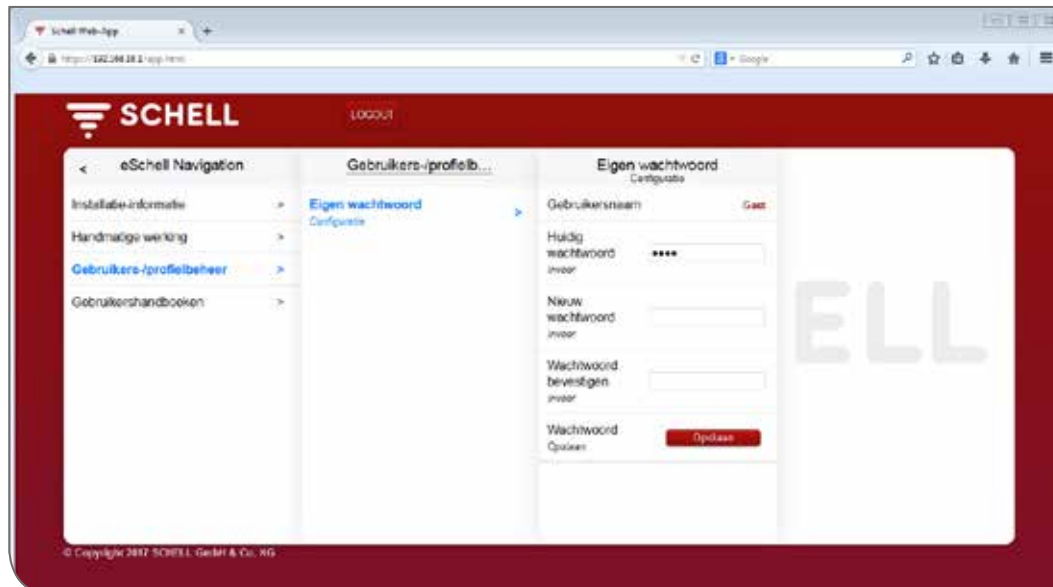 Schell Web-App
Google
SCHELL
LOGOUT
< eSchell Navigation
Installatie-informatie >
Handmatige werking >
Gebruikers-/profielbeheer >
Gebruikershandboeken >
Gebruikers-/profielb...
Eigen wachtwoord >
Configuratie
Eigen wachtwoord
Configuratie
Gebruikersnaam Gast
Huidig
wachtwoord ••••
Invoer
Nieuw
wachtwoord
Invoer
Wachtwoord
bevestigen
Invoer
Wachtwoord Opslaan
Opslaan
ELL
© Copyright 2017 SCHELL GmbH & Co. KG